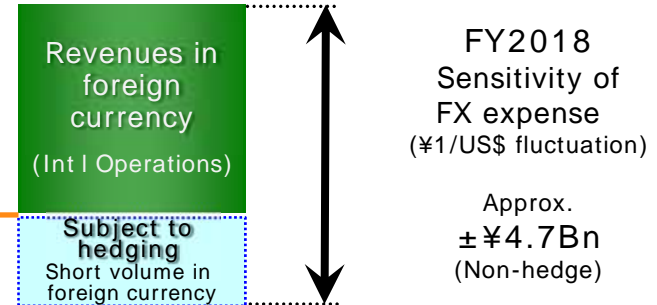 Revenues in
foreign
currency
(Int l Operations)
Subject to
hedging
Short volume in
foreign currency
FY2018
Sensitivity of
FX expense
(¥1/US$ fluctuation)
Approx.
±¥4.7Bn
(Non-hedge)